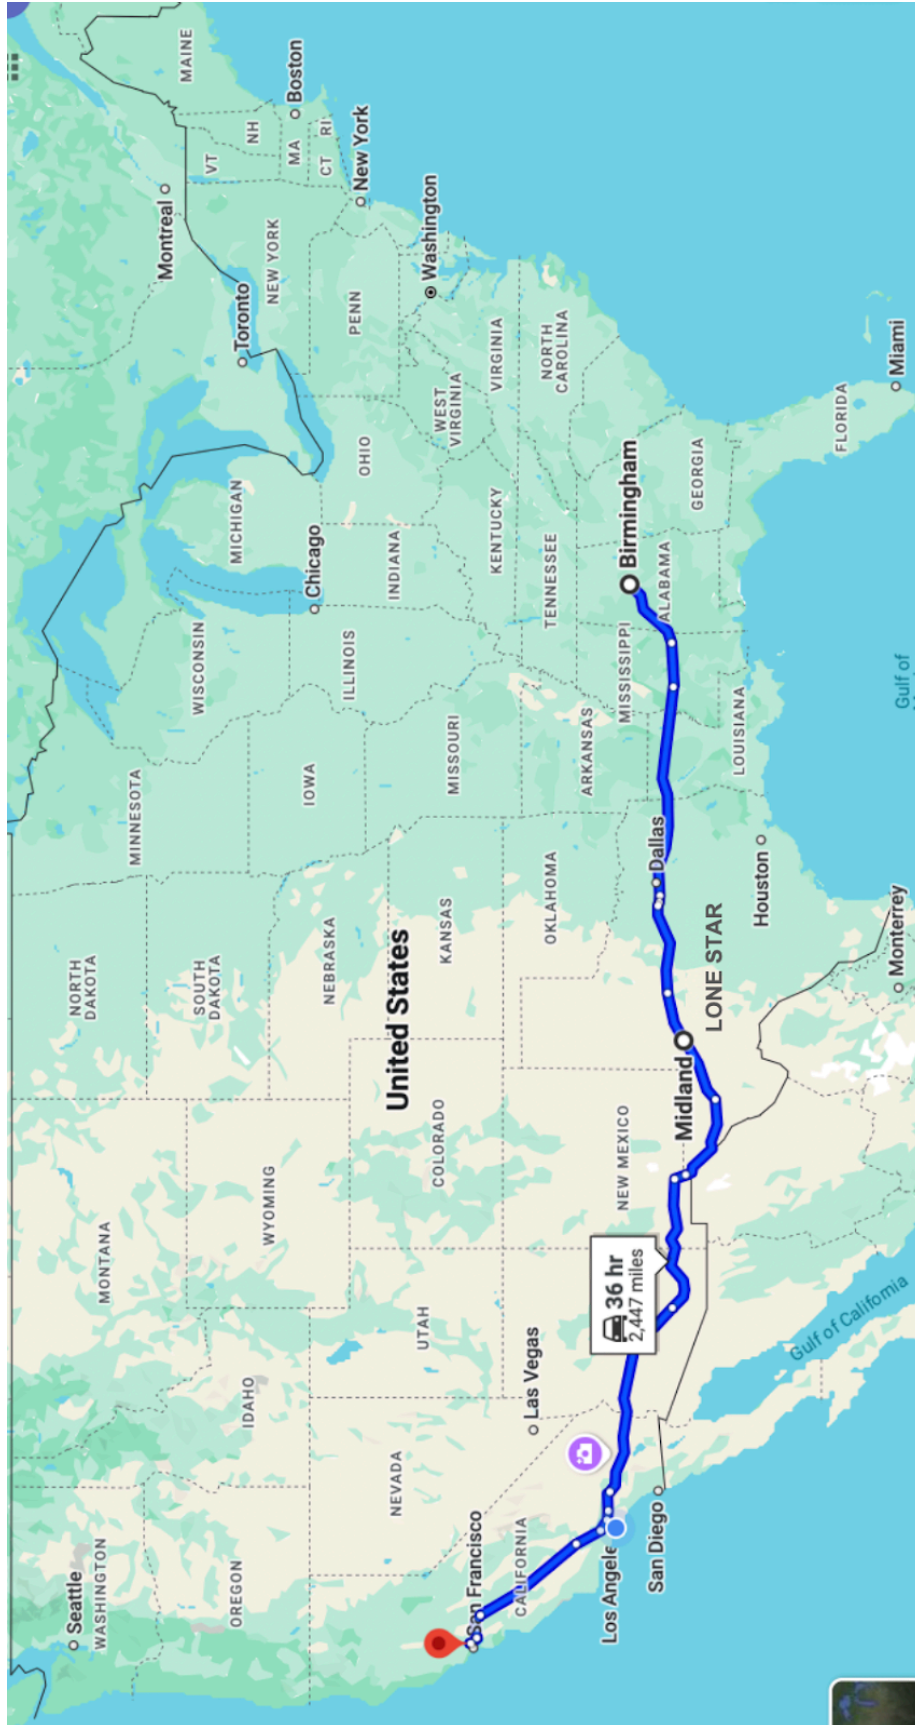 MAINE
Montreal
VT
NH
Boston
MA
CT
RI
Toronto
NEW YORK
New York
MICHIGAN
PENN
Washington
WISCONSIN
Chicago
OHIO
WEST
VIRGINIA
VIRGINIA
MINNESOTA
IOWA
ILLINOIS
INDIANA
KENTUCKY
NORTH
CAROLINA
NORTH
DAKOTA
SOUTH
DAKOTA
NEBRASKA
MISSOURI
TENNESSEE
United States
KANSAS
OKLAHOMA
ARKANSAS
MISSISSIPPI
Birmingham
ALABAMA
GEORGIA
FLORIDA
Miami
MONTANA
WYOMING
COLORADO
NEW MEXICO
Midland
LONE STAR
Dallas
Houston
LOUISIANA
Gulf of
Monterrey
Seattle
WASHINGTON
OREGON
IDAHO
NEVADA
UTAH
Las Vegas
36 hr
2,447 miles
San Francisco
CALIFORNIA
Los Angele
San Diego
Gulf of California